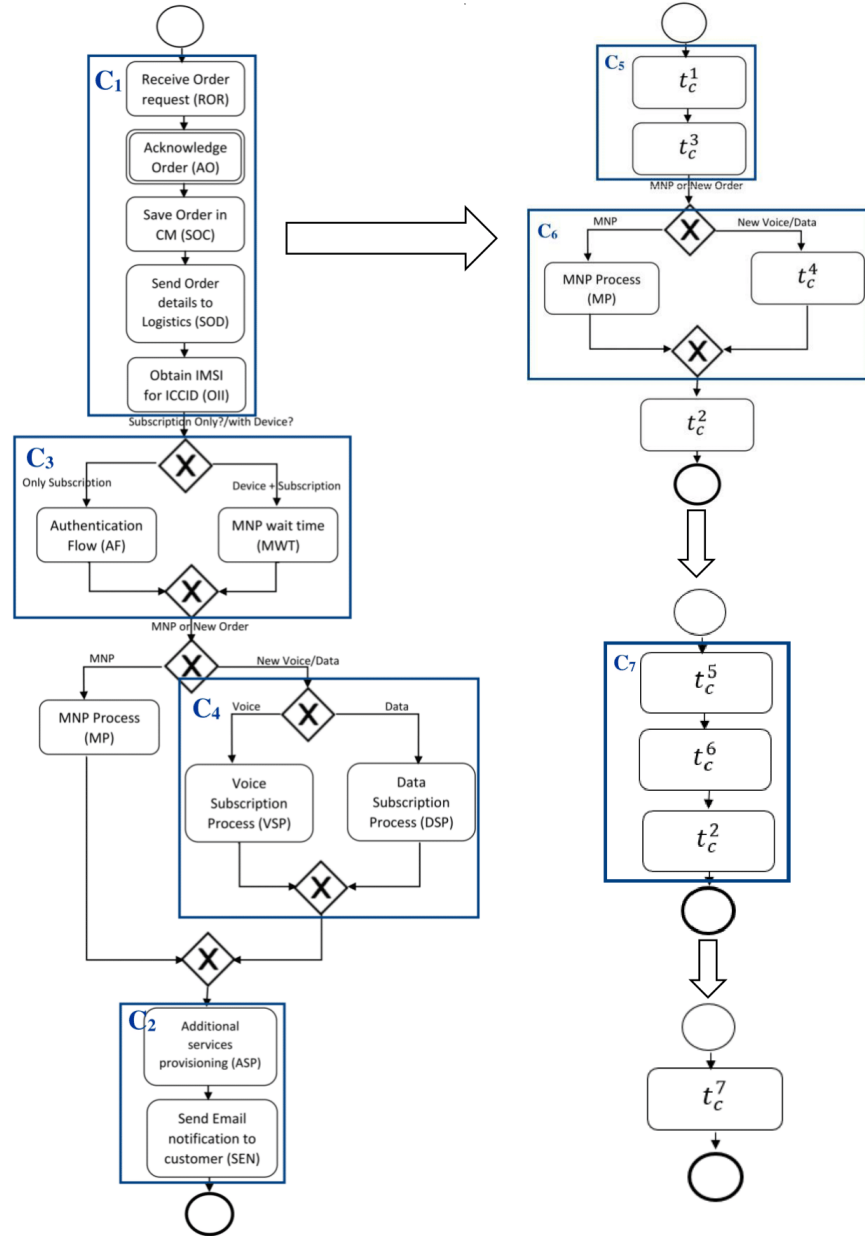 C₁
Receive Order
request (ROR)
Acknowledge
Order (AO)
Save Order in
CM (SOC)
Send Order
details to
Logistics (SOD)
Obtain IMSI
for ICCID (OII)
Subscription Only?/with Device?
C₃
X
Only Subscription
Device + Subscription
Authentication
Flow (AF)
MNP wait time
(MWT)
X
MNP or New Order
X
MNP
New Voice/Data
MNP Process
(MP)
C₄
X
Voice
Data
Voice
Subscription
Process (VSP)
Data
Subscription
Process (DSP)
X
X
C₂
Additional
services
provisioning (ASP)
Send Email
notification to
customer (SEN)
C₅
t_c^1
t_c^3
MNP or New Order
C₆
X
MNP
New Voice/Data
MNP Process
(MP)
t_c^4
X
t_c^2
C₇
t_c^5
t_c^6
t_c^2
t_c^7